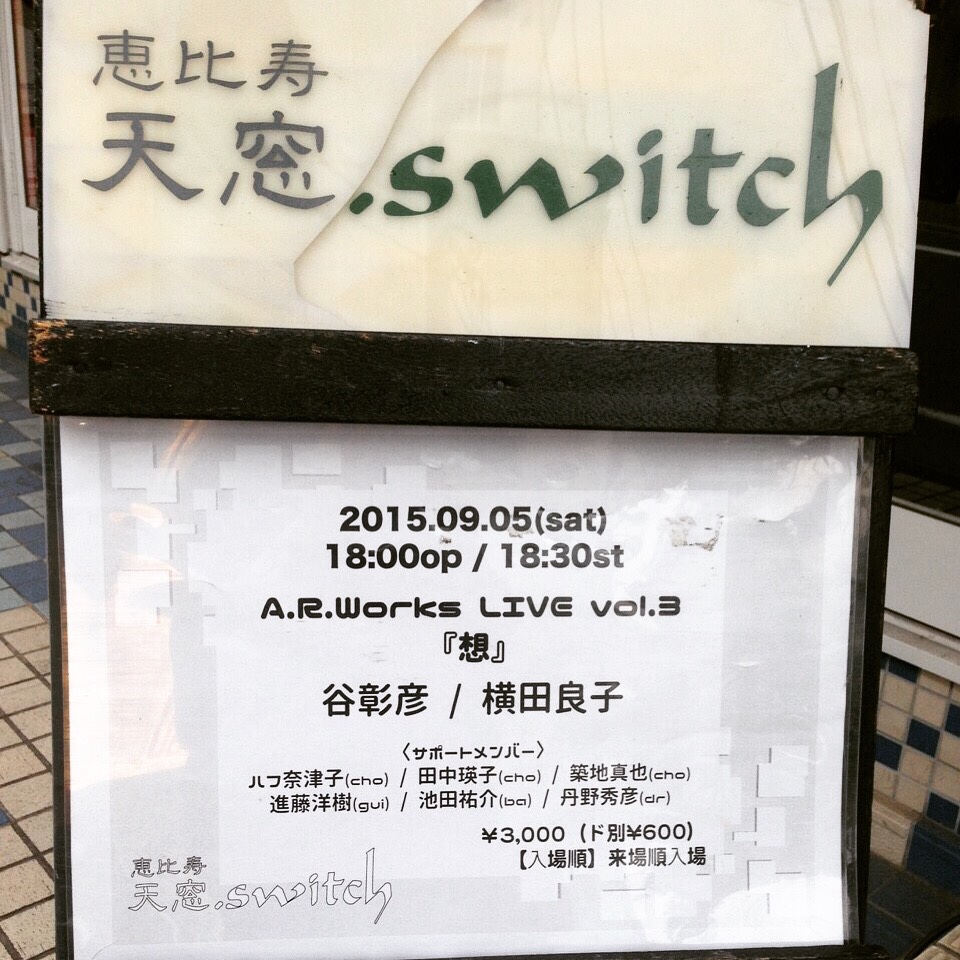 恵比寿
天窓.switch
2015.09.05(sat)
18:00op / 18:30st
A.R.Works LIVE vol.3
『想』
谷彰彦 / 横田良子
〈サポートメンバー〉
ハフ奈津子(cho) / 田中瑛子(cho) / 築地真也(cho)
進藤洋樹(gui) / 池田祐介(ba) / 丹野秀彦(dr)
¥3,000（ド別¥600）
【入場順】来場順入場
恵比寿
天窓.switch